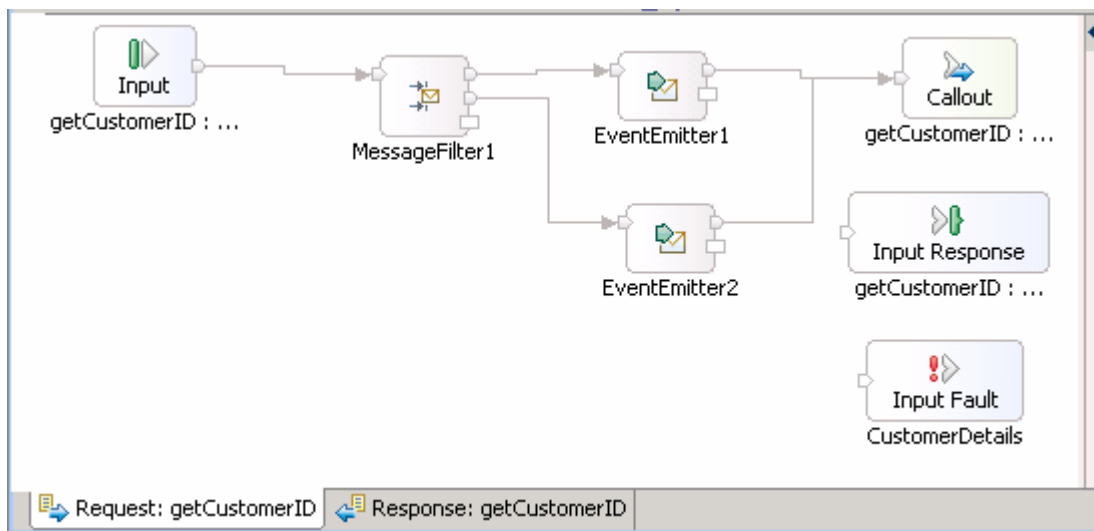 Input
getCustomerID : ...
MessageFilter1
EventEmitter1
Callout
getCustomerID : ...
EventEmitter2
Input Response
getCustomerID : ...
Input Fault
CustomerDetails
Request: getCustomerID
Response: getCustomerID